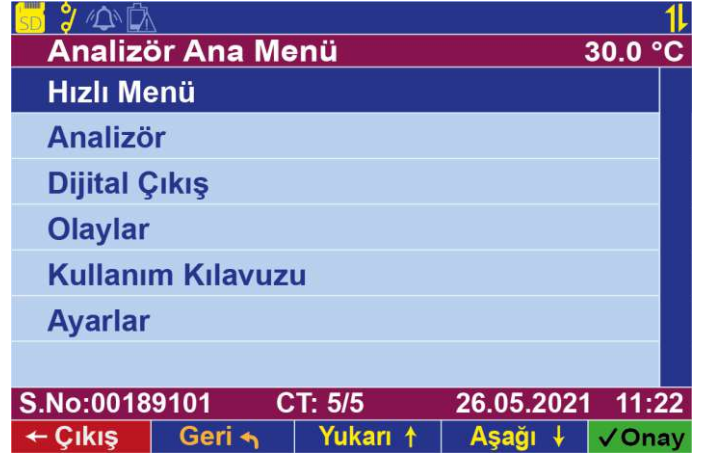 SD
Analizör Ana Menü 30.0 °C
Hızlı Menü
Analizör
Dijital Çıkış
Olaylar
Kullanım Kılavuzu
Ayarlar
S.No:00189101 CT: 5/5 26.05.2021 11:22
← Çıkış Geri ↰ Yukarı ↑ Aşağı ↓ ✓Onay